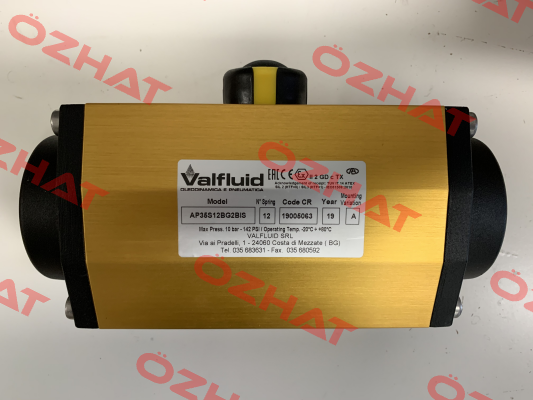 ÖZHAT
ÖZHAT
ÖZHAT
Valfluid
OLEODINAMICA E PNEUMATICA
EAC CE Ex II 2 GD c TX
Model N° Spring Code CR Year Mounting Variation
AP35S12BG2BIS 12 19005063 19 A
Max Press. 10 bar - 142 PSI / Operating Temp. -20°C + +80°C
VALFLUID SRL
Via ai Pradelli, 1 - 24060 Costa di Mezzate ( BG)
Tel. 035 683631 - Fax. 035 680592
ÖZHAT
ÖZHAT
ÖZHAT